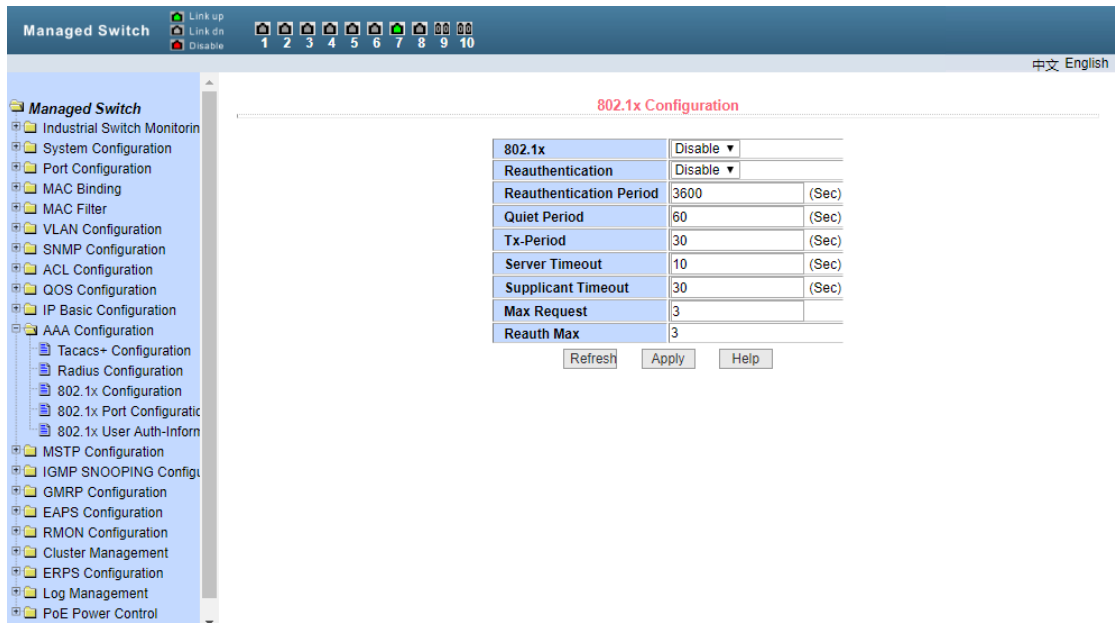 Managed Switch
Link up
Link dn
Disable
1 2 3 4 5 6 7 8 9 10
中文 English
Managed Switch
Industrial Switch Monitorin
System Configuration
Port Configuration
MAC Binding
MAC Filter
VLAN Configuration
SNMP Configuration
ACL Configuration
QOS Configuration
IP Basic Configuration
AAA Configuration
Tacacs+ Configuration
Radius Configuration
802.1x Configuration
802.1x Port Configuratio
802.1x User Auth-Inform
MSTP Configuration
IGMP SNOOPING Configu
GMRP Configuration
EAPS Configuration
RMON Configuration
Cluster Management
ERPS Configuration
Log Management
PoE Power Control
802.1x Configuration
802.1x Disable
Reauthentication Disable
Reauthentication Period 3600 (Sec)
Quiet Period 60 (Sec)
Tx-Period 30 (Sec)
Server Timeout 10 (Sec)
Supplicant Timeout 30 (Sec)
Max Request 3
Reauth Max 3
Refresh Apply Help